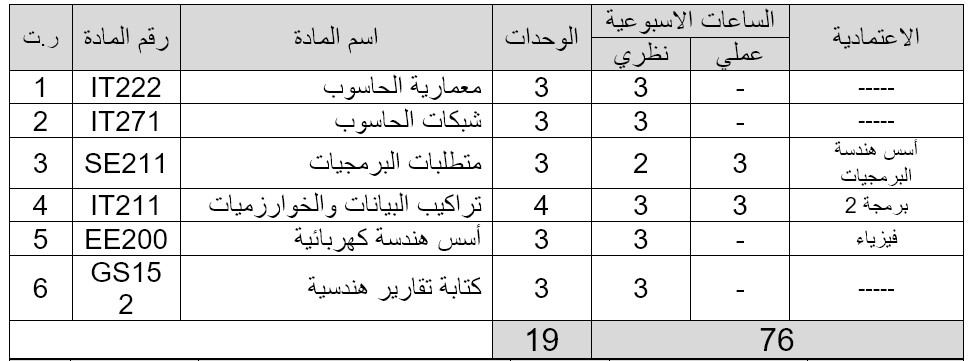 ر.ت رقم المادة اسم المادة الوحدات الساعات الاسبوعية الاعتمادية
نظري عملي
1 IT222 معمارية الحاسوب 3 3 - -----
2 IT271 شبكات الحاسوب 3 3 - -----
3 SE211 متطلبات البرمجيات 3 2 3 أسس هندسة
البرمجيات
4 IT211 تراكيب البيانات والخوارزميات 4 3 3 برمجة 2
5 EE200 أسس هندسة كهربائية 3 3 - فيزياء
6 GS15 كتابة تقارير هندسية 3 3 - -----
2
19 76